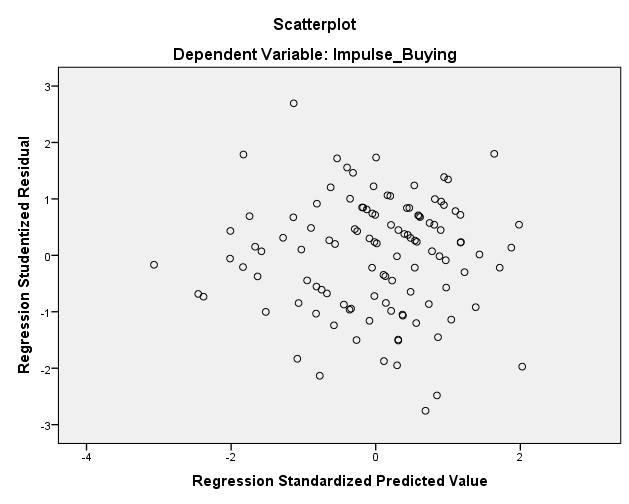 Scatterplot
Dependent Variable: Impulse_Buying
Regression Studentized Residual
3
2
1
0
-1
-2
-3
-4 -2 0 2
Regression Standardized Predicted Value